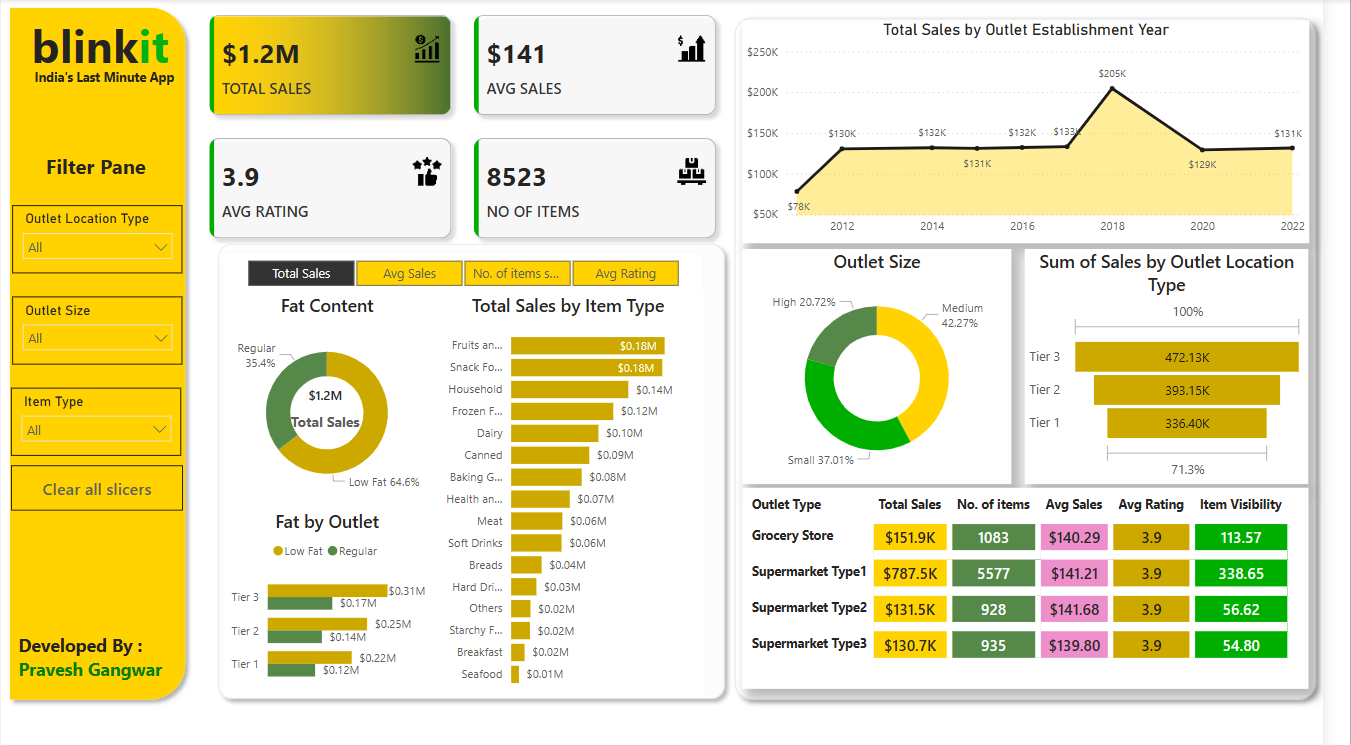 blinkit
India's Last Minute App
Filter Pane
Outlet Location Type
All
Outlet Size
All
Item Type
All
Clear all slicers
Developed By :
Pravesh Gangwar
$1.2M
TOTAL SALES
$141
AVG SALES
3.9
AVG RATING
8523
NO OF ITEMS
Total Sales
Avg Sales
No. of items s...
Avg Rating
Fat Content
Regular
35.4%
$1.2M
Total Sales
Low Fat 64.6%
Fat by Outlet
Low Fat Regular
Tier 3 $0.31M
$0.17M
Tier 2 $0.25M
$0.14M
Tier 1 $0.22M
$0.12M
Total Sales by Item Type
Fruits an... $0.18M
Snack Fo... $0.18M
Household $0.14M
Frozen F... $0.12M
Dairy $0.10M
Canned $0.09M
Baking G... $0.08M
Health an... $0.07M
Meat $0.06M
Soft Drinks $0.06M
Breads $0.04M
Hard Dri... $0.03M
Others $0.02M
Starchy F... $0.02M
Breakfast $0.02M
Seafood $0.01M
Total Sales by Outlet Establishment Year
$250K
$200K
$150K
$100K
$50K
$78K
$130K
$132K
$131K
$132K
$133K
$205K
$129K
$131K
2012 2014 2016 2018 2020 2022
Outlet Size
High 20.72%
Medium
42.27%
Small 37.01%
Sum of Sales by Outlet Location
Type
100%
Tier 3 472.13K
Tier 2 393.15K
Tier 1 336.40K
71.3%
Outlet Type Total Sales No. of items Avg Sales Avg Rating Item Visibility
Grocery Store $151.9K 1083 $140.29 3.9 113.57
Supermarket Type1 $787.5K 5577 $141.21 3.9 338.65
Supermarket Type2 $131.5K 928 $141.68 3.9 56.62
Supermarket Type3 $130.7K 935 $139.80 3.9 54.80